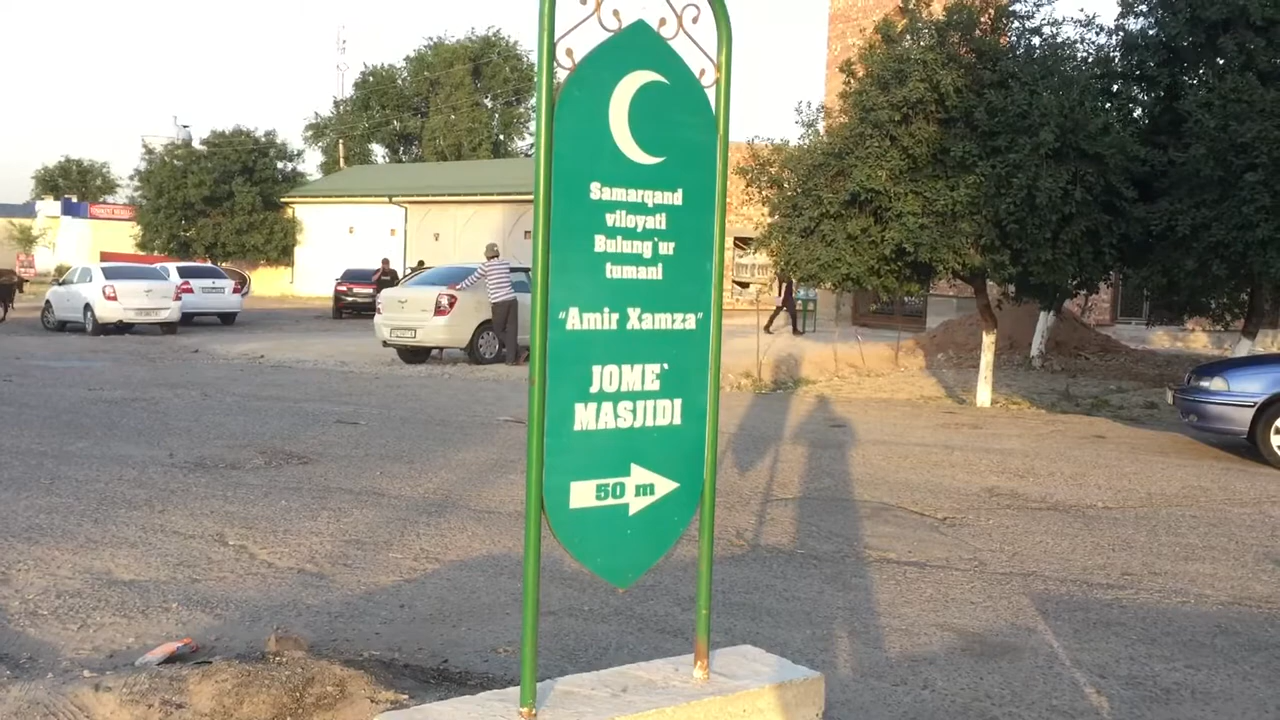 Samarqand
viloyati
Bulung`ur
tumani
"Amir Xamza"
JOME`
MASJIDI
50 m